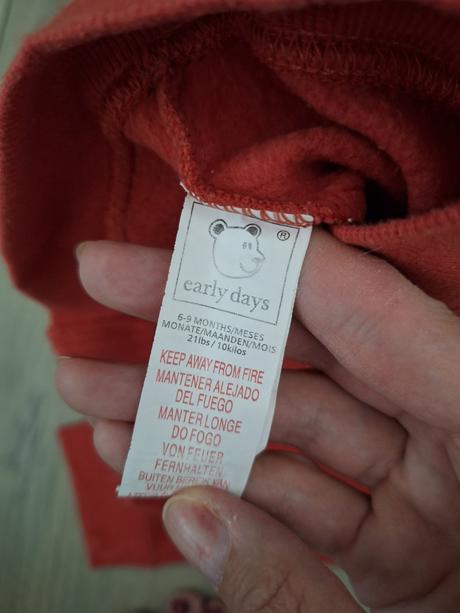 ®
early days
6-9 MONTHS/MESES
MONATE/MAANDEN/MOIS
21lbs / 10kilos
KEEP AWAY FROM FIRE
MANTENER ALEJADO
DEL FUEGO
MANTER LONGE
DO FOGO
VON FEUER
FERNHALTEN
BUITEN BEREIK VAN